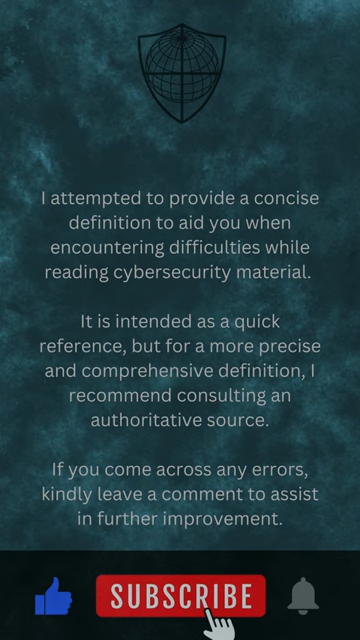 I attempted to provide a concise
definition to aid you when
encountering difficulties while
reading cybersecurity material.
It is intended as a quick
reference, but for a more precise
and comprehensive definition, I
recommend consulting an
authoritative source.
If you come across any errors,
kindly leave a comment to assist
in further improvement.
SUBSCRIBE